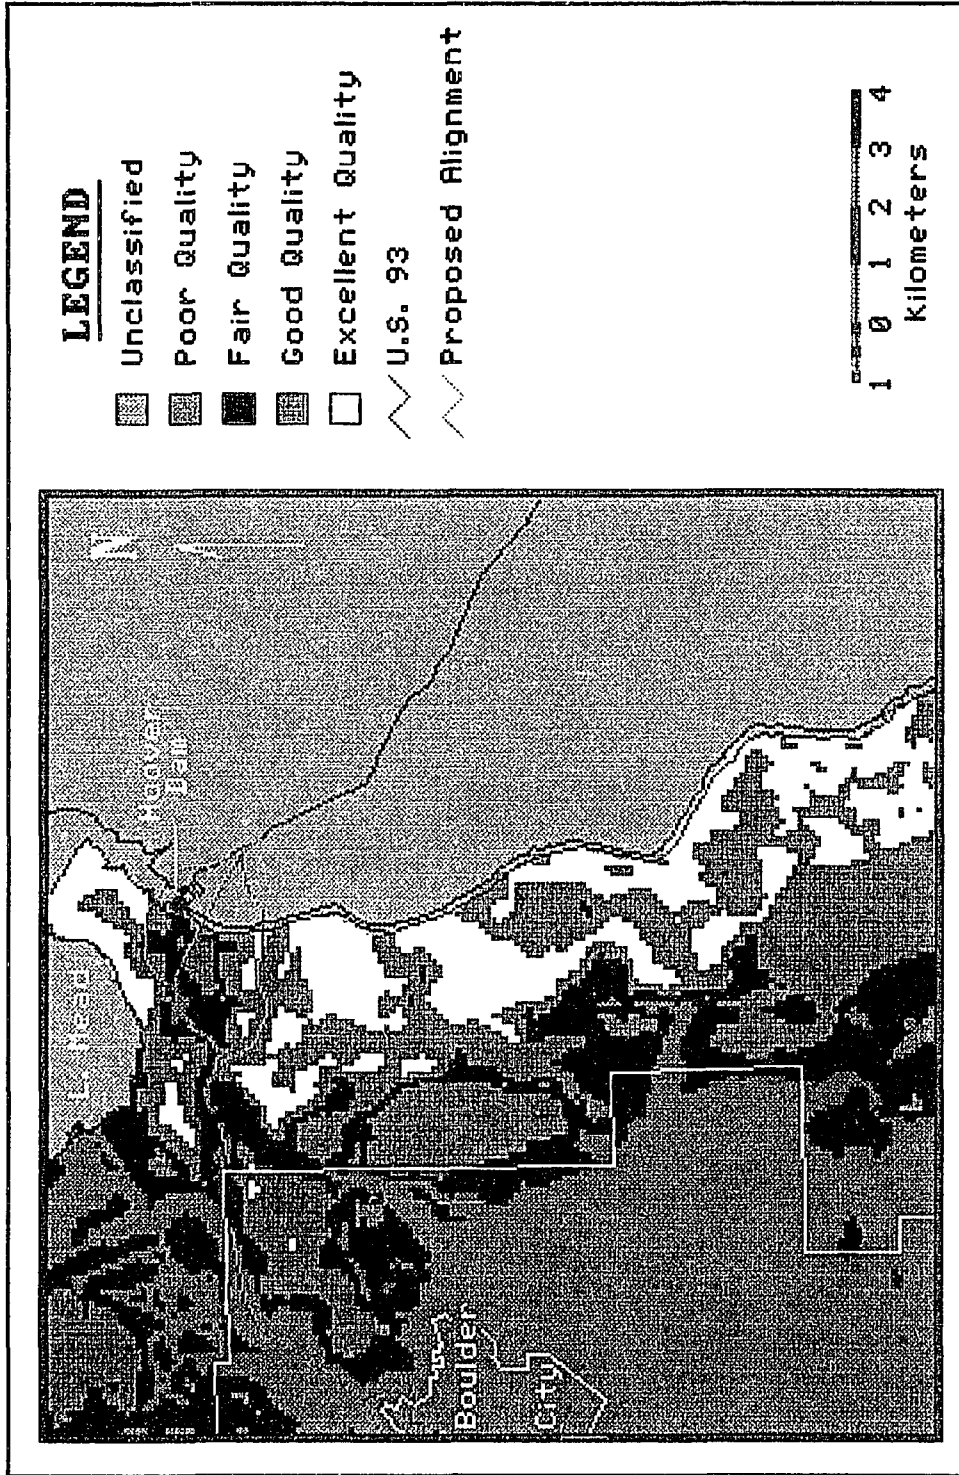 LEGEND
Unclassified
Poor Quality
Fair Quality
Good Quality
Excellent Quality
U.S. 93
Proposed Alignment
1 0 1 2 3 4
Kilometers
N
L-Mead
Hoover
Dam
Boulder
City